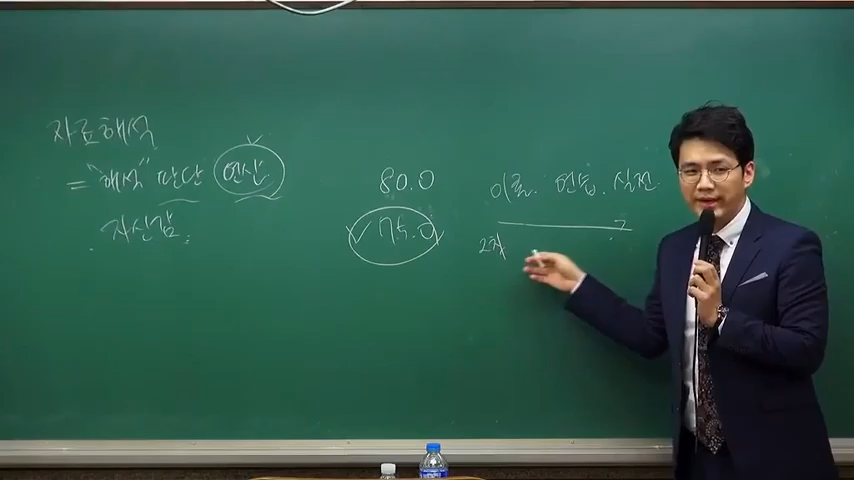 자료해석
= "해석" 판단 연산
자신감
80.0
75.0
이론. 연습. 실전
2차